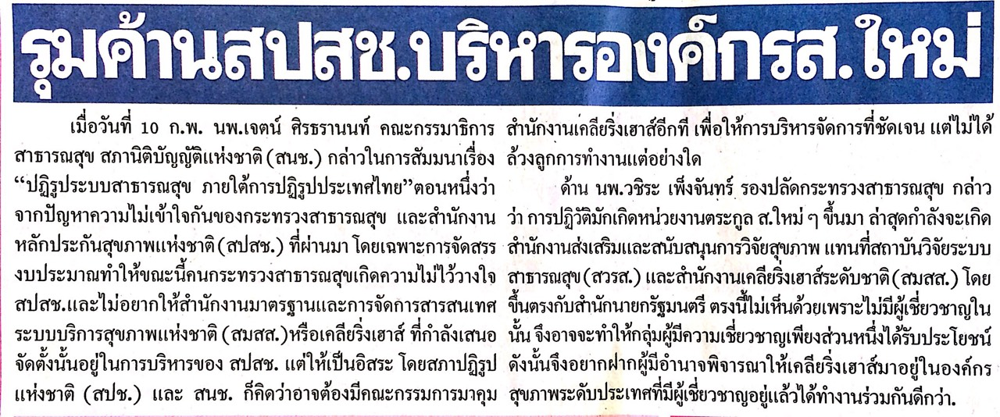 รุมค้านสปสช.บริหารองค์กรส.ใหม่
เมื่อวันที่ 10 ก.พ. นพ.เจตน์ ศิรธรานนท์ คณะกรรมาธิการ
สาธารณสุข สภานิติบัญญัติแห่งชาติ (สนช.) กล่าวในการสัมมนาเรื่อง
“ปฏิรูประบบสาธารณสุข ภายใต้การปฏิรูปประเทศไทย”ตอนหนึ่งว่า
จากปัญหาความไม่เข้าใจกันของกระทรวงสาธารณสุข และสำนักงาน
หลักประกันสุขภาพแห่งชาติ (สปสช.) ที่ผ่านมา โดยเฉพาะการจัดสรร
งบประมาณทำให้ขณะนี้คนกระทรวงสาธารณสุขเกิดความไม่ไว้วางใจ
สปสช.และไม่อยากให้สำนักงานมาตรฐานและการจัดการสารสนเทศ
ระบบบริการสุขภาพแห่งชาติ (สมสส.)หรือเคลียริ่งเฮาส์ ที่กำลังเสนอ
จัดตั้งนั้นอยู่ในการบริหารของ สปสช. แต่ให้เป็นอิสระ โดยสภาปฏิรูป
แห่งชาติ (สปช.) และ สนช. ก็คิดว่าอาจต้องมีคณะกรรมการมาคุม
สำนักงานเคลียริ่งเฮาส์อีกที เพื่อให้การบริหารจัดการที่ชัดเจน แต่ไม่ได้
ล้วงลูกการทำงานแต่อย่างใด
ด้าน นพ.วชิระ เพ็งจันทร์ รองปลัดกระทรวงสาธารณสุข กล่าว
ว่า การปฏิวัติมักเกิดหน่วยงานตระกูล ส.ใหม่ ๆ ขึ้นมา ล่าสุดกำลังจะเกิด
สำนักงานส่งเสริมและสนับสนุนการวิจัยสุขภาพ แทนที่สถาบันวิจัยระบบ
สาธารณสุข (สวรส.) และสำนักงานเคลียริ่งเฮาส์ระดับชาติ (สมสส.) โดย
ขึ้นตรงกับสำนักนายกรัฐมนตรี ตรงนี้ไม่เห็นด้วยเพราะไม่มีผู้เชี่ยวชาญใน
นั้น จึงอาจจะทำให้กลุ่มผู้มีความเชี่ยวชาญเพียงส่วนหนึ่งได้รับประโยชน์
ดังนั้นจึงอยากฝากผู้มีอำนาจพิจารณาให้เคลียริ่งเฮาส์มาอยู่ในองค์กร
สุขภาพระดับประเทศที่มีผู้เชี่ยวชาญอยู่แล้วได้ทำงานร่วมกันดีกว่า.